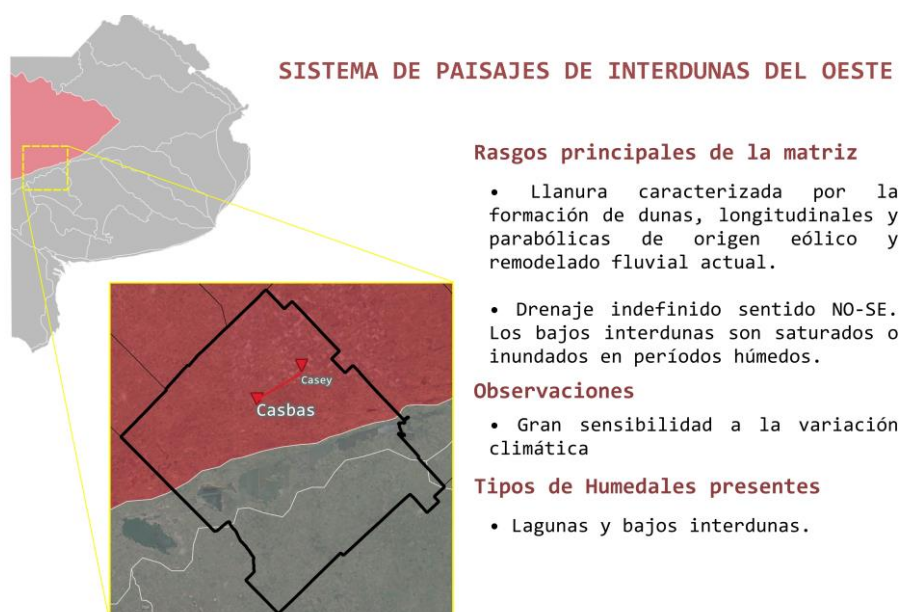 SISTEMA DE PAISAJES DE INTERDUNAS DEL OESTE
Rasgos principales de la matriz
• Llanura caracterizada por la
formación de dunas, longitudinales y
parabólicas de origen eólico y
remodelado fluvial actual.
• Drenaje indefinido sentido NO-SE.
Los bajos interdunas son saturados o
inundados en períodos húmedos.
Observaciones
• Gran sensibilidad a la variación
climática
Tipos de Humedales presentes
• Lagunas y bajos interdunas.
Casey
Casbas